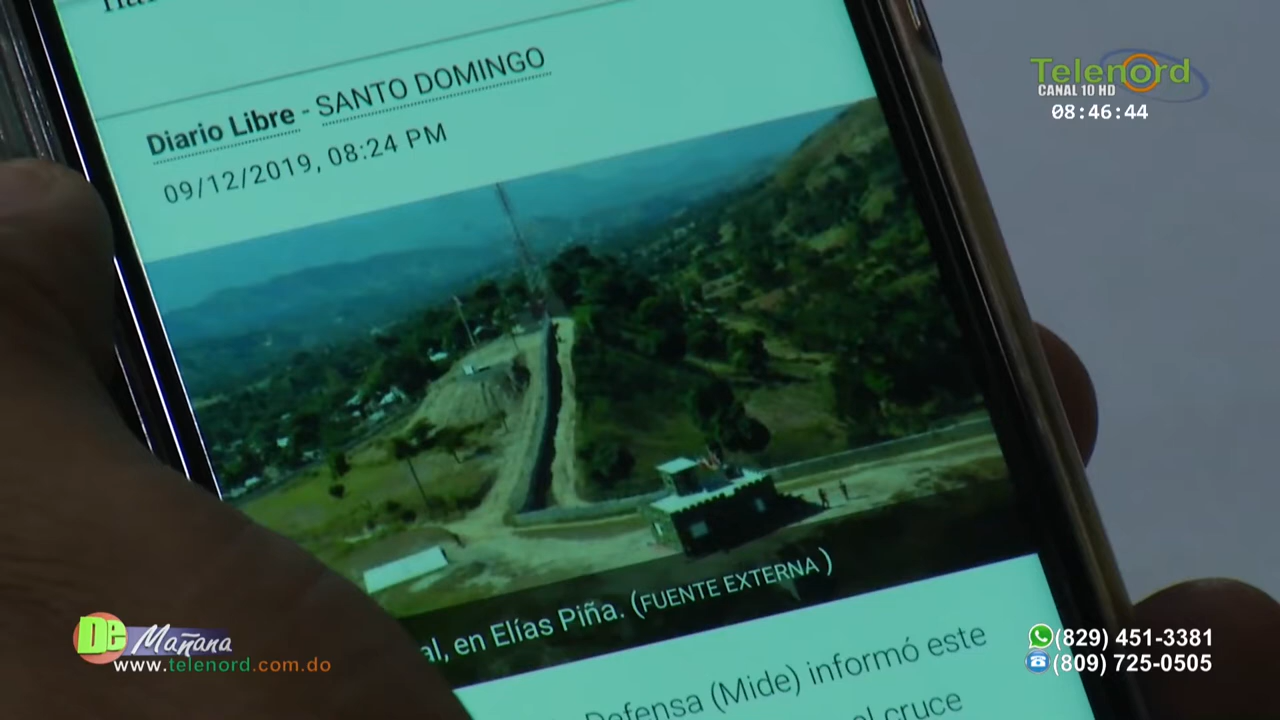 Diario Libre - SANTO DOMINGO
09/12/2019, 08:24 PM
al, en Elías Piña. (FUENTE EXTERNA)
Defensa (Mide) informó este
el cruce
Telenord
CANAL 10 HD
08:46:44
De Mañana
www.telenord.com.do
(829) 451-3381
(809) 725-0505